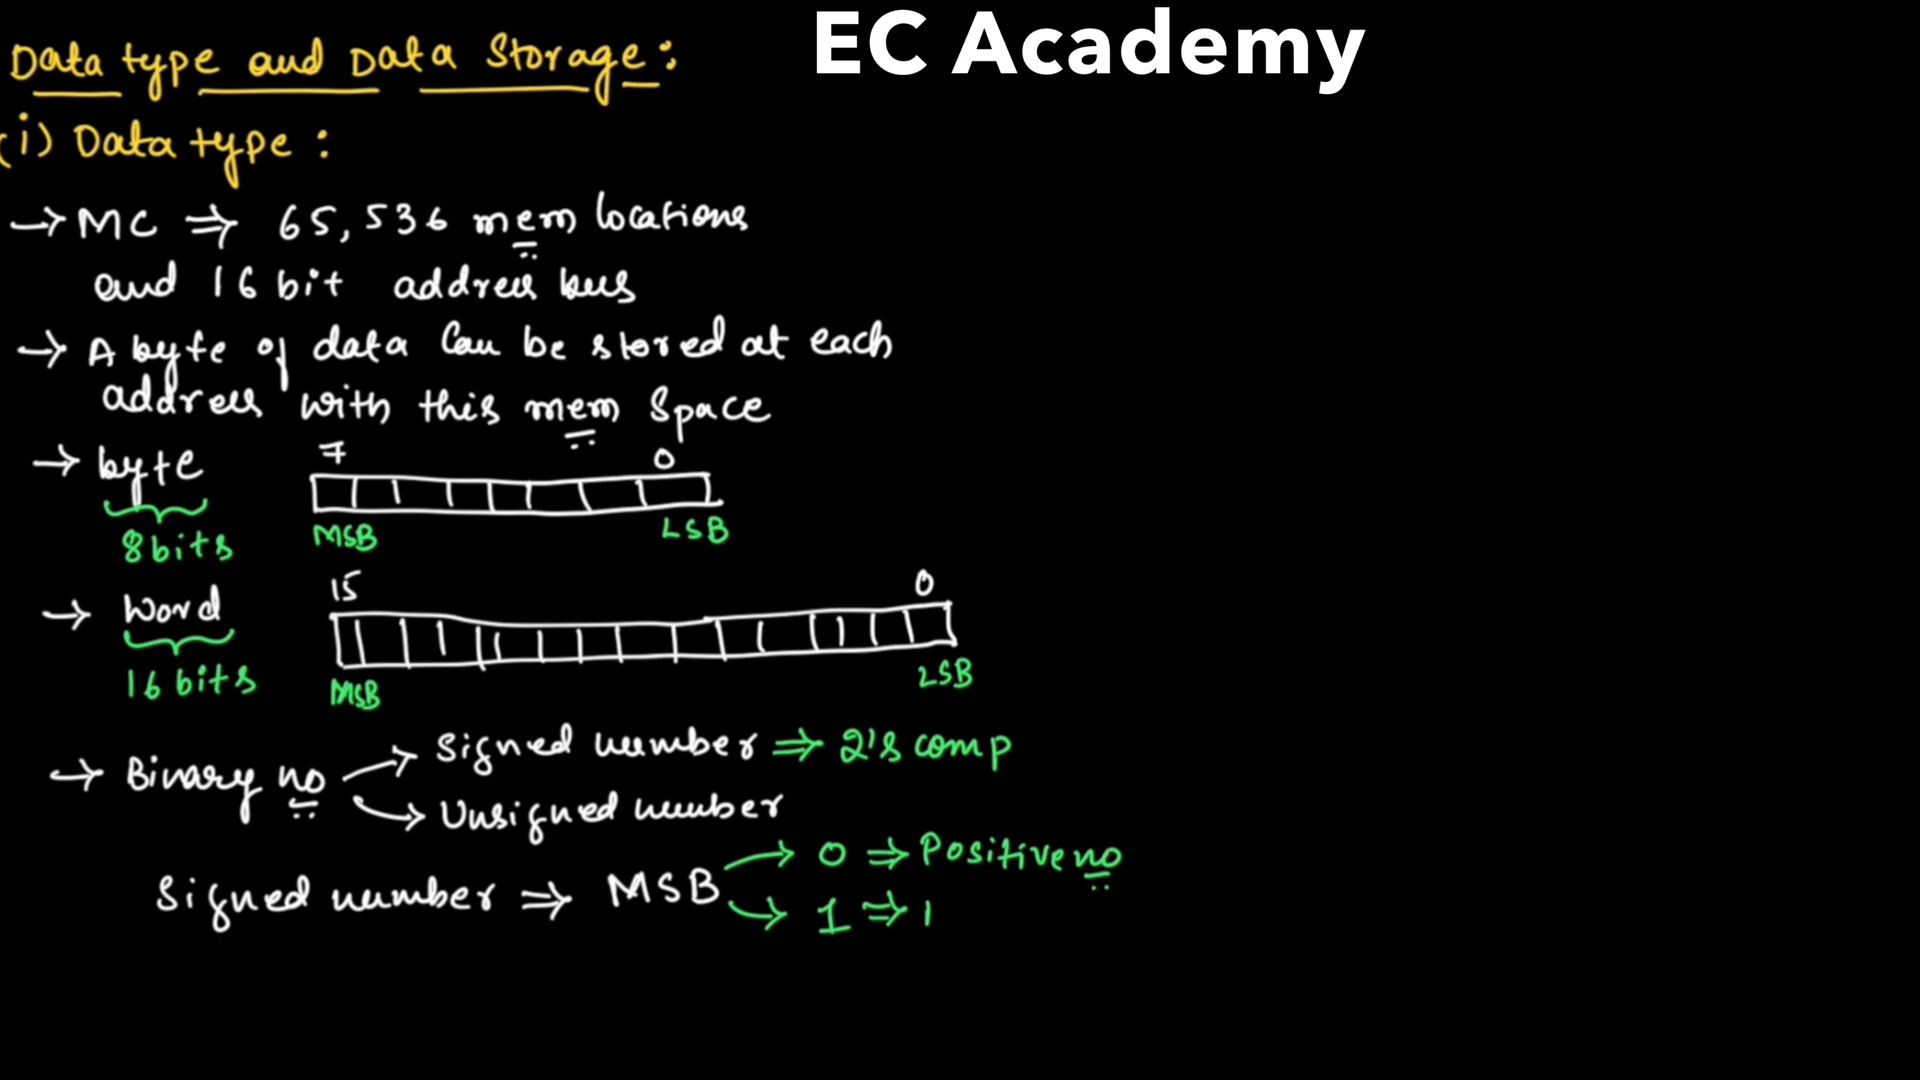 EC Academy
Data type and Data Storage:
(i) Data type:
→ MC ⇒ 65,536 mem locations
and 16 bit address bus
→ A byte of data Can be stored at each
address with this mem Space
→ byte 7 0
8 bits MSB LSB
→ Word 15 0
16 bits MSB LSB
→ Binary no → Signed number ⇒ 2's comp
→ Unsigned number
Signed number ⇒ MSB → 0 ⇒ Positive no
→ 1 ⇒ 1